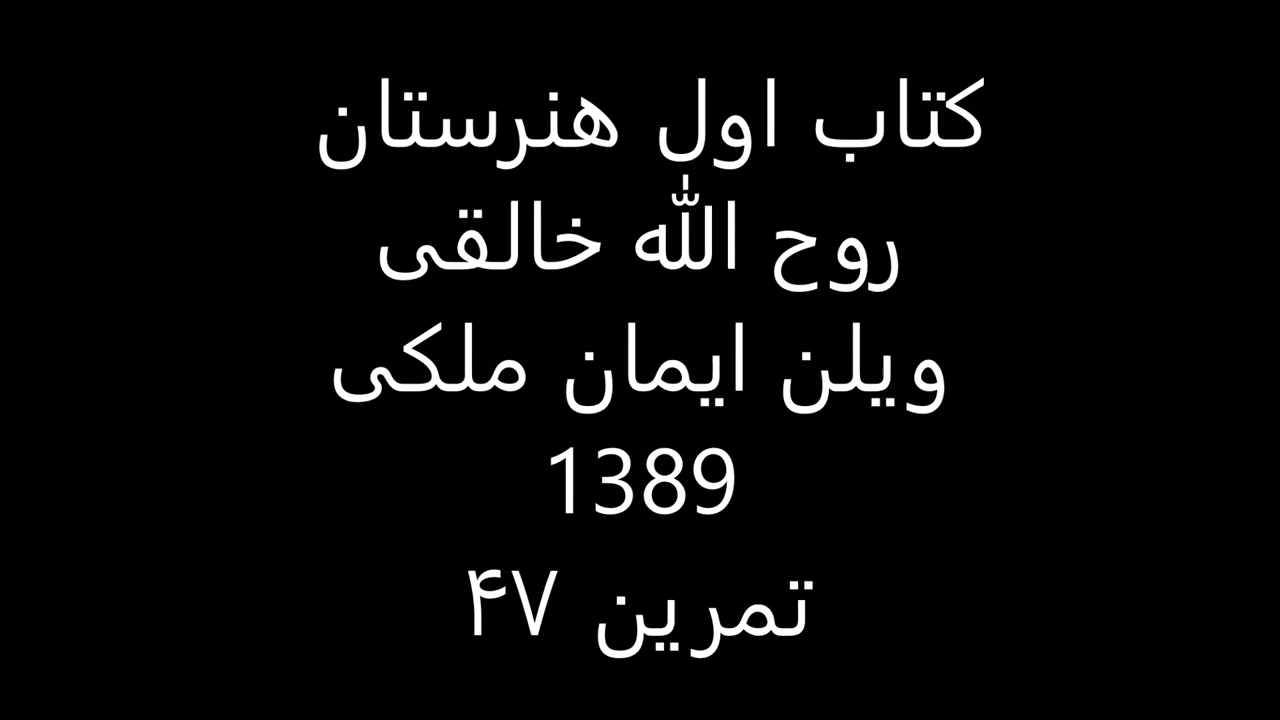 کتاب اول هنرستان
روح الله خالقی
ویلن ایمان ملکی
1389
تمرین ۴۷